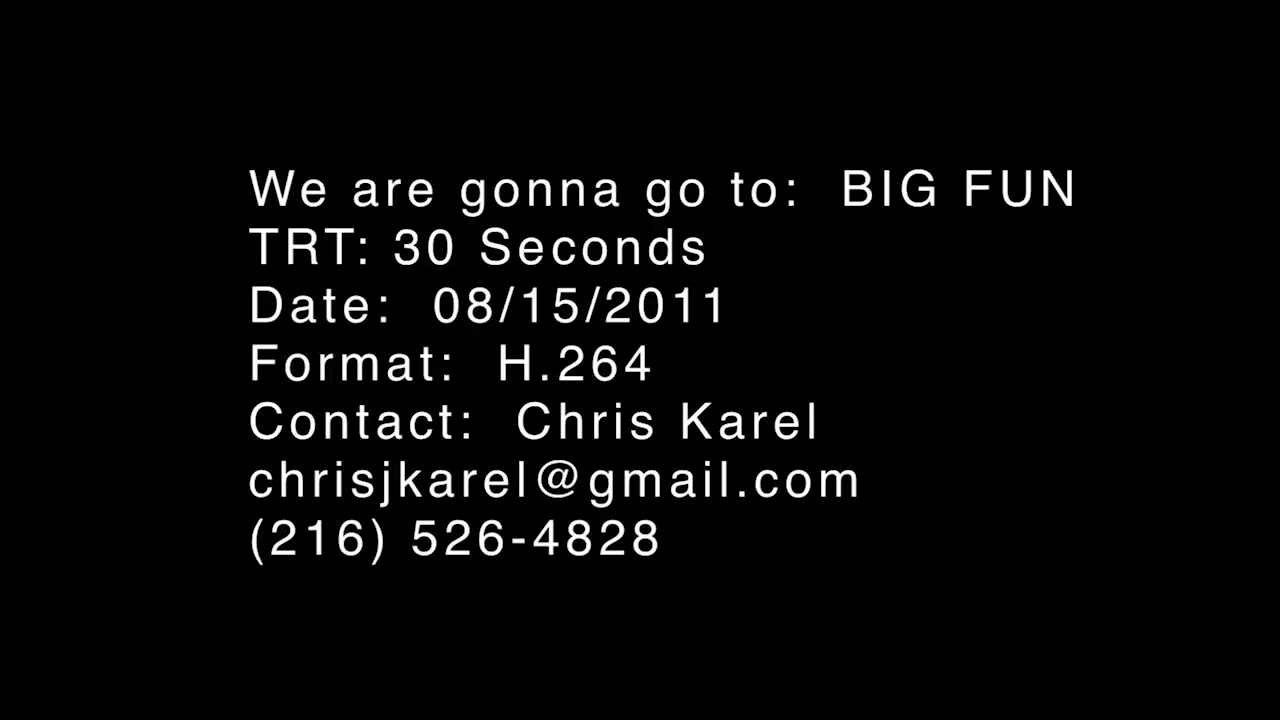 We are gonna go to:  BIG FUN
TRT: 30 Seconds
Date:  08/15/2011
Format:  H.264
Contact:  Chris Karel
chrisjkarel@gmail.com
(216) 526-4828